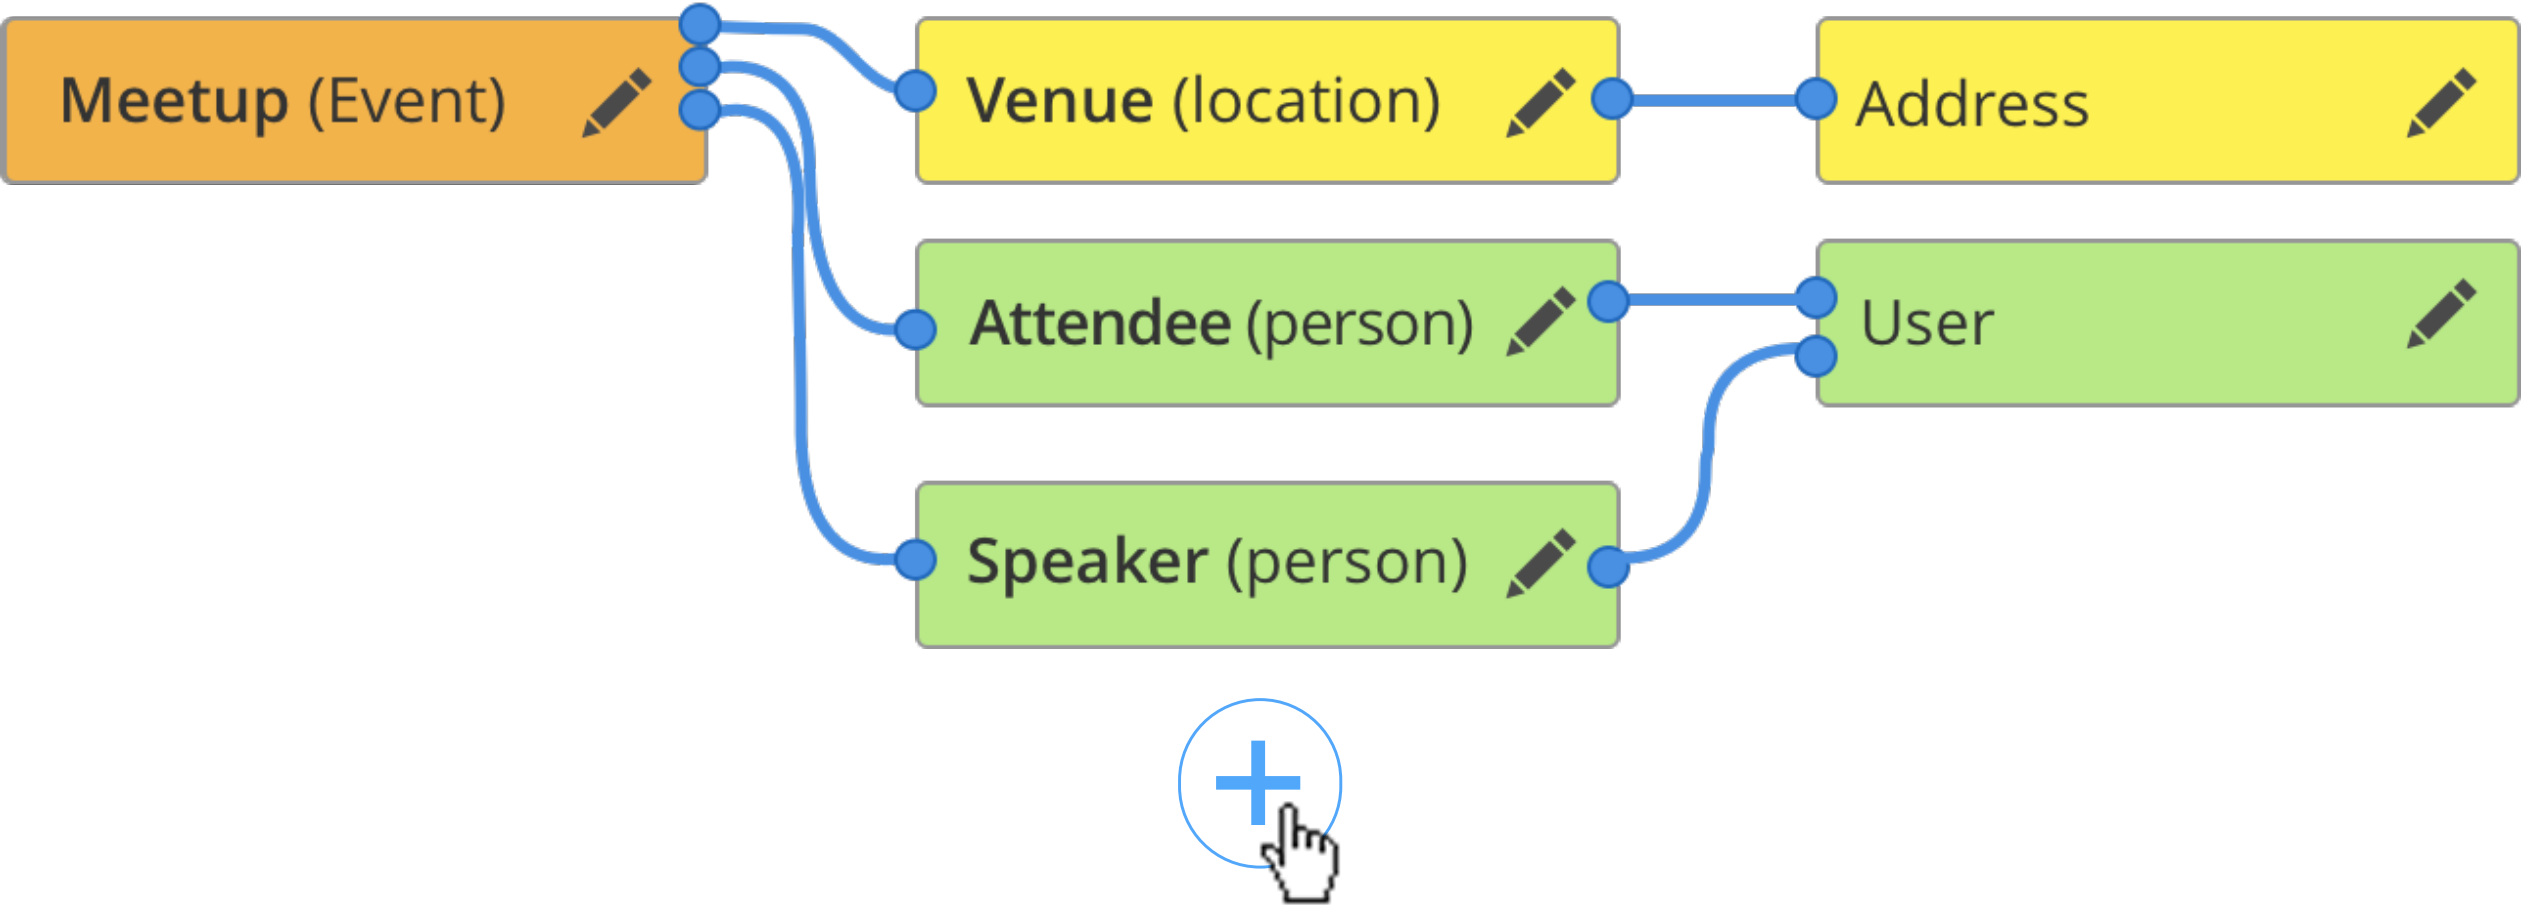 Meetup (Event)
Venue (location)
Address
Attendee (person)
User
Speaker (person)